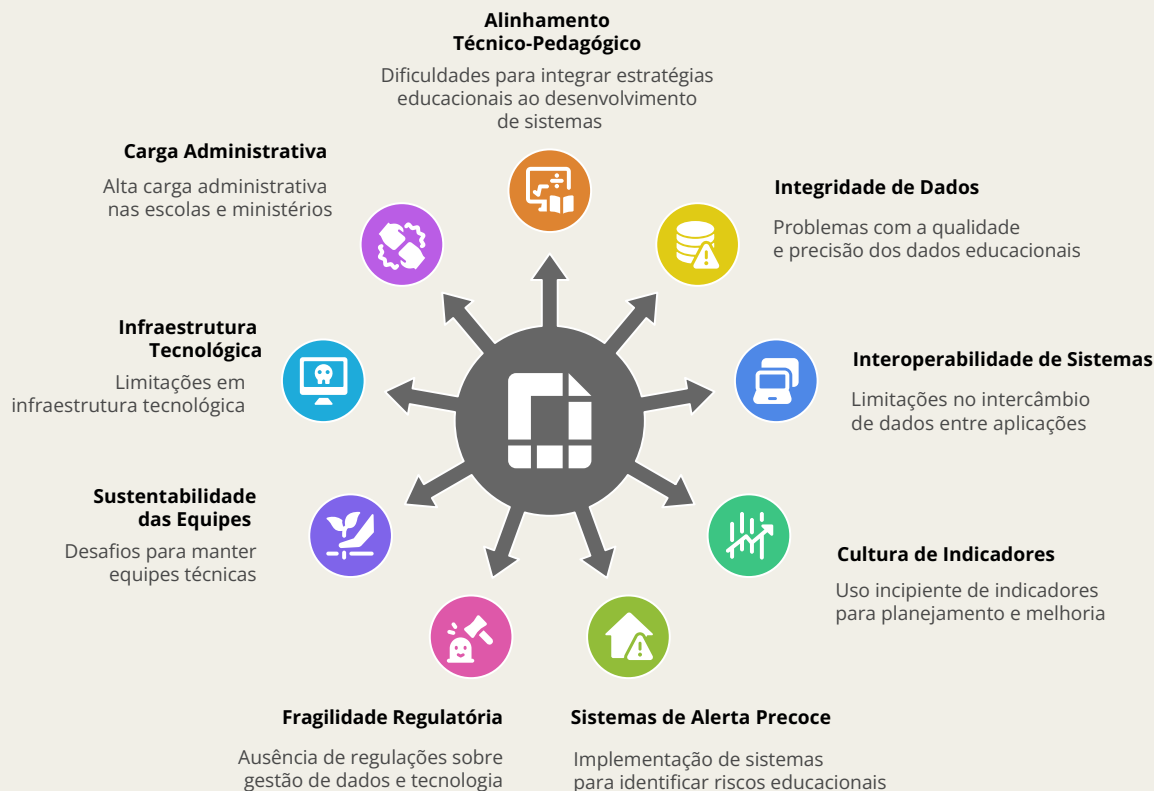 Alinhamento
Técnico-Pedagógico
Dificuldades para integrar estratégias
educacionais ao desenvolvimento
de sistemas
Carga Administrativa
Alta carga administrativa
nas escolas e ministérios
Integridade de Dados
Problemas com a qualidade
e precisão dos dados educacionais
Infraestrutura
Tecnológica
Limitações em
infraestrutura tecnológica
Interoperabilidade de Sistemas
Limitações no intercâmbio
de dados entre aplicações
Sustentabilidade
das Equipes
Desafios para manter
equipes técnicas
Cultura de Indicadores
Uso incipiente de indicadores
para planejamento e melhoria
Fragilidade Regulatória
Ausência de regulações sobre
gestão de dados e tecnologia
Sistemas de Alerta Precoce
Implementação de sistemas
para identificar riscos educacionais